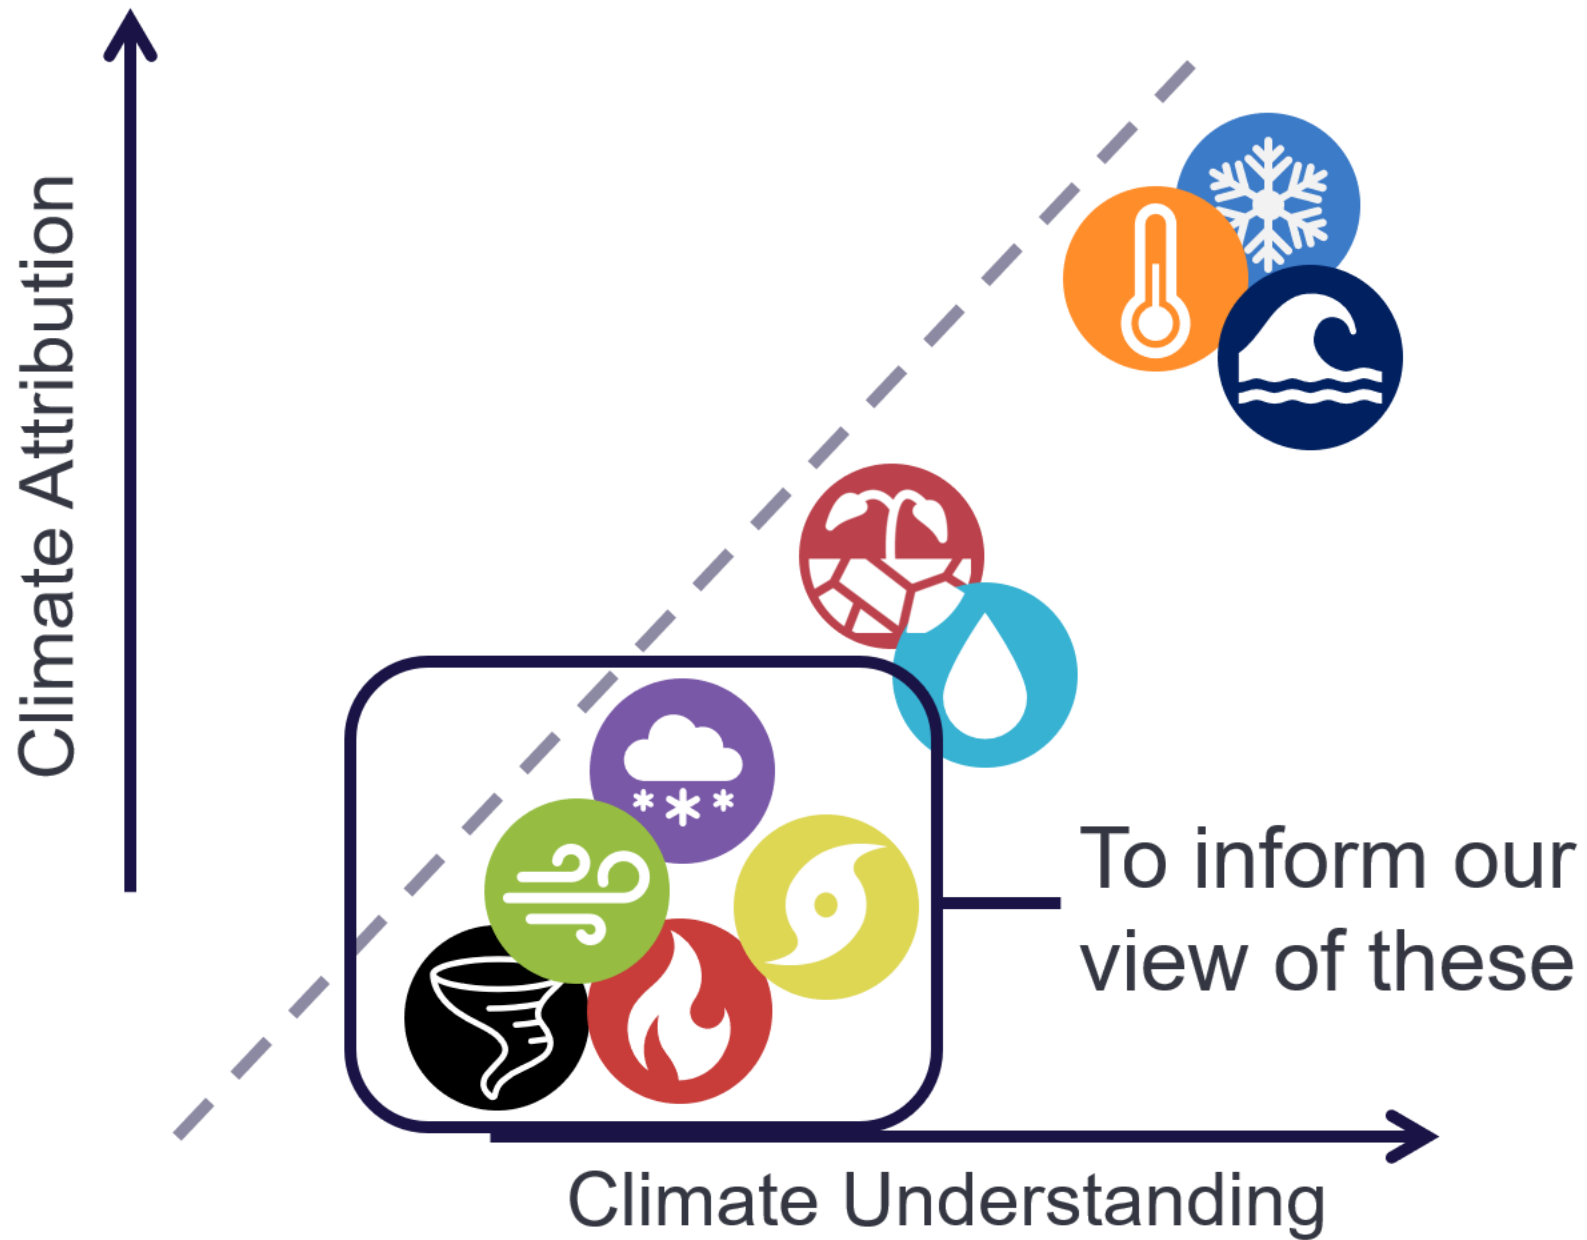 Climate Attribution
To inform our
view of these
Climate Understanding